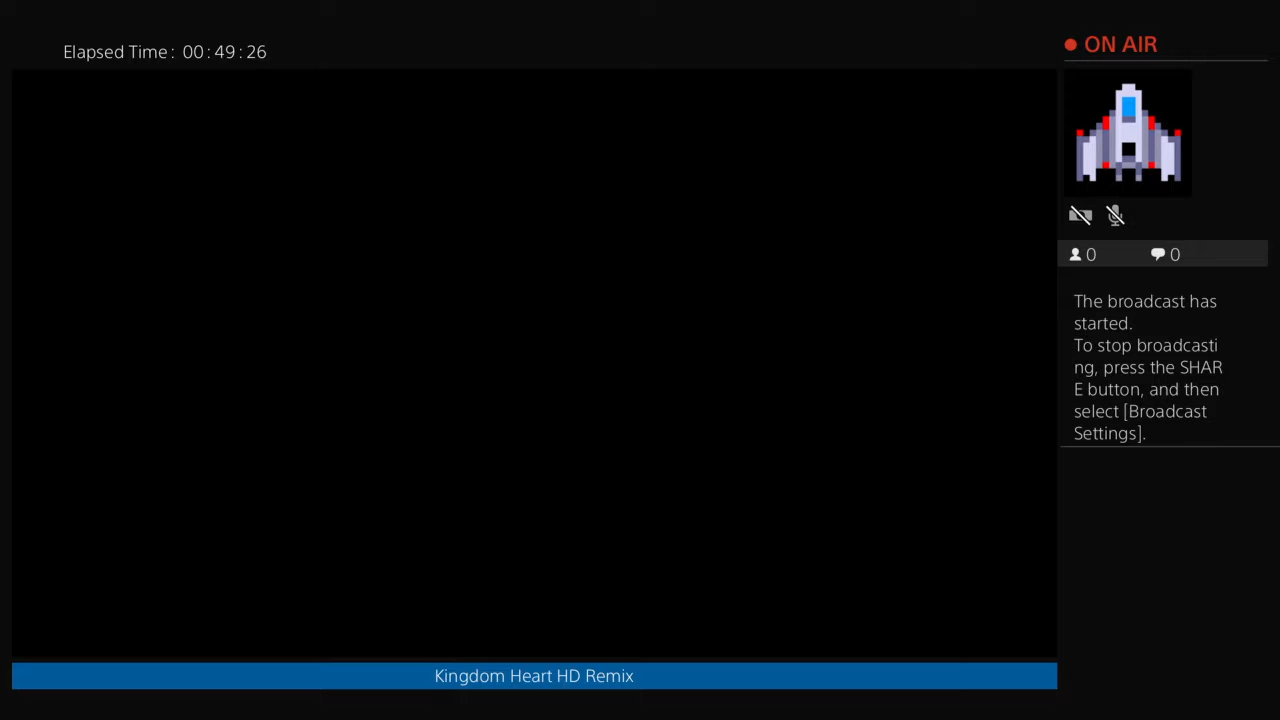 Elapsed Time: 00:49:26
ON AIR
0 0
The broadcast has
started.
To stop broadcasti
ng, press the SHAR
E button, and then
select [Broadcast
Settings].
Kingdom Heart HD Remix